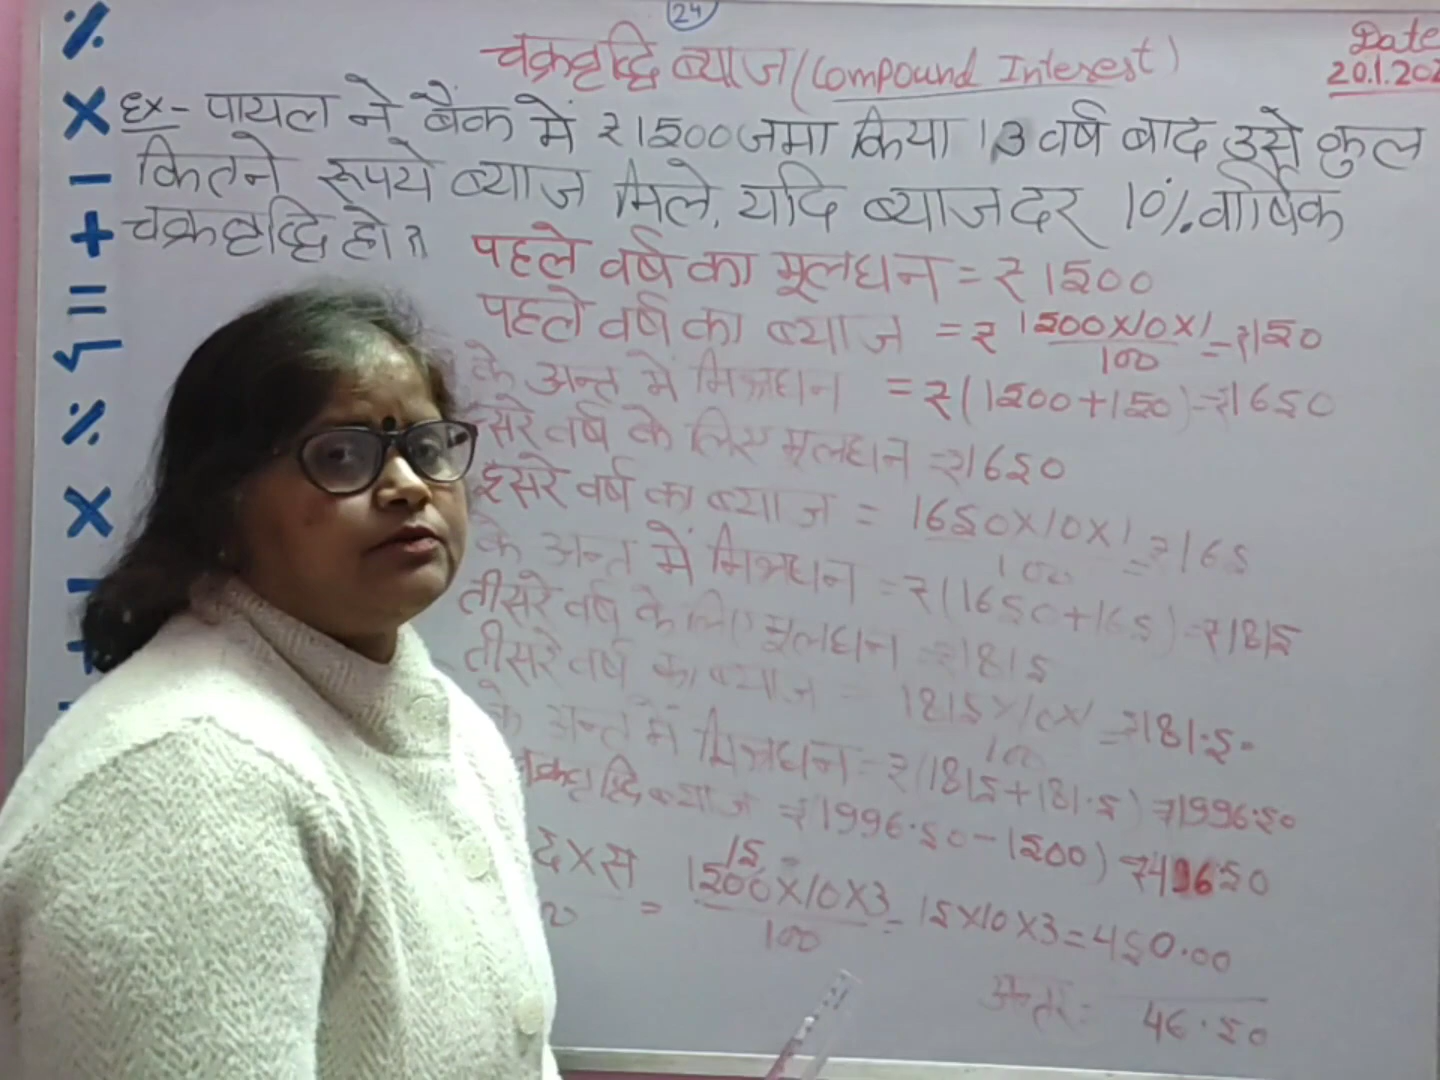 24
चक्रवृद्धि ब्याज (Compound Interest)
Date
20.1.202
Ex- पायल ने बैंक में ₹1500 जमा किया । 3 वर्ष बाद उसे कुल
कितने रूपये ब्याज मिले, यदि ब्याज दर 10% वार्षिक
चक्रवृद्धि हो।
पहले वर्ष का मूलधन = ₹1500
पहले वर्ष का ब्याज = ₹ 1500×10×1/100 = ₹150
के अन्त में मिश्रधन = ₹(1500+150) = ₹1650
सरे वर्ष के लिए मूलधन = ₹1650
दूसरे वर्ष का ब्याज = 1650×10×1/100 = ₹165
के अन्त में मिश्रधन = ₹(1650+165) = ₹1815
तीसरे वर्ष के लिए मूलधन = ₹1815
तीसरे वर्ष का ब्याज = 1815×10×1/100 = ₹181.50
के अन्त में मिश्रधन = ₹(1815+181.5) = ₹1996.50
चक्रवृद्धि ब्याज = ₹1996.50-1500) = ₹496.50
द×स = 1500×10×3/100 = 15×10×3 = 450.00
15
अन्तर = 46.50
% × - + = √ % ×